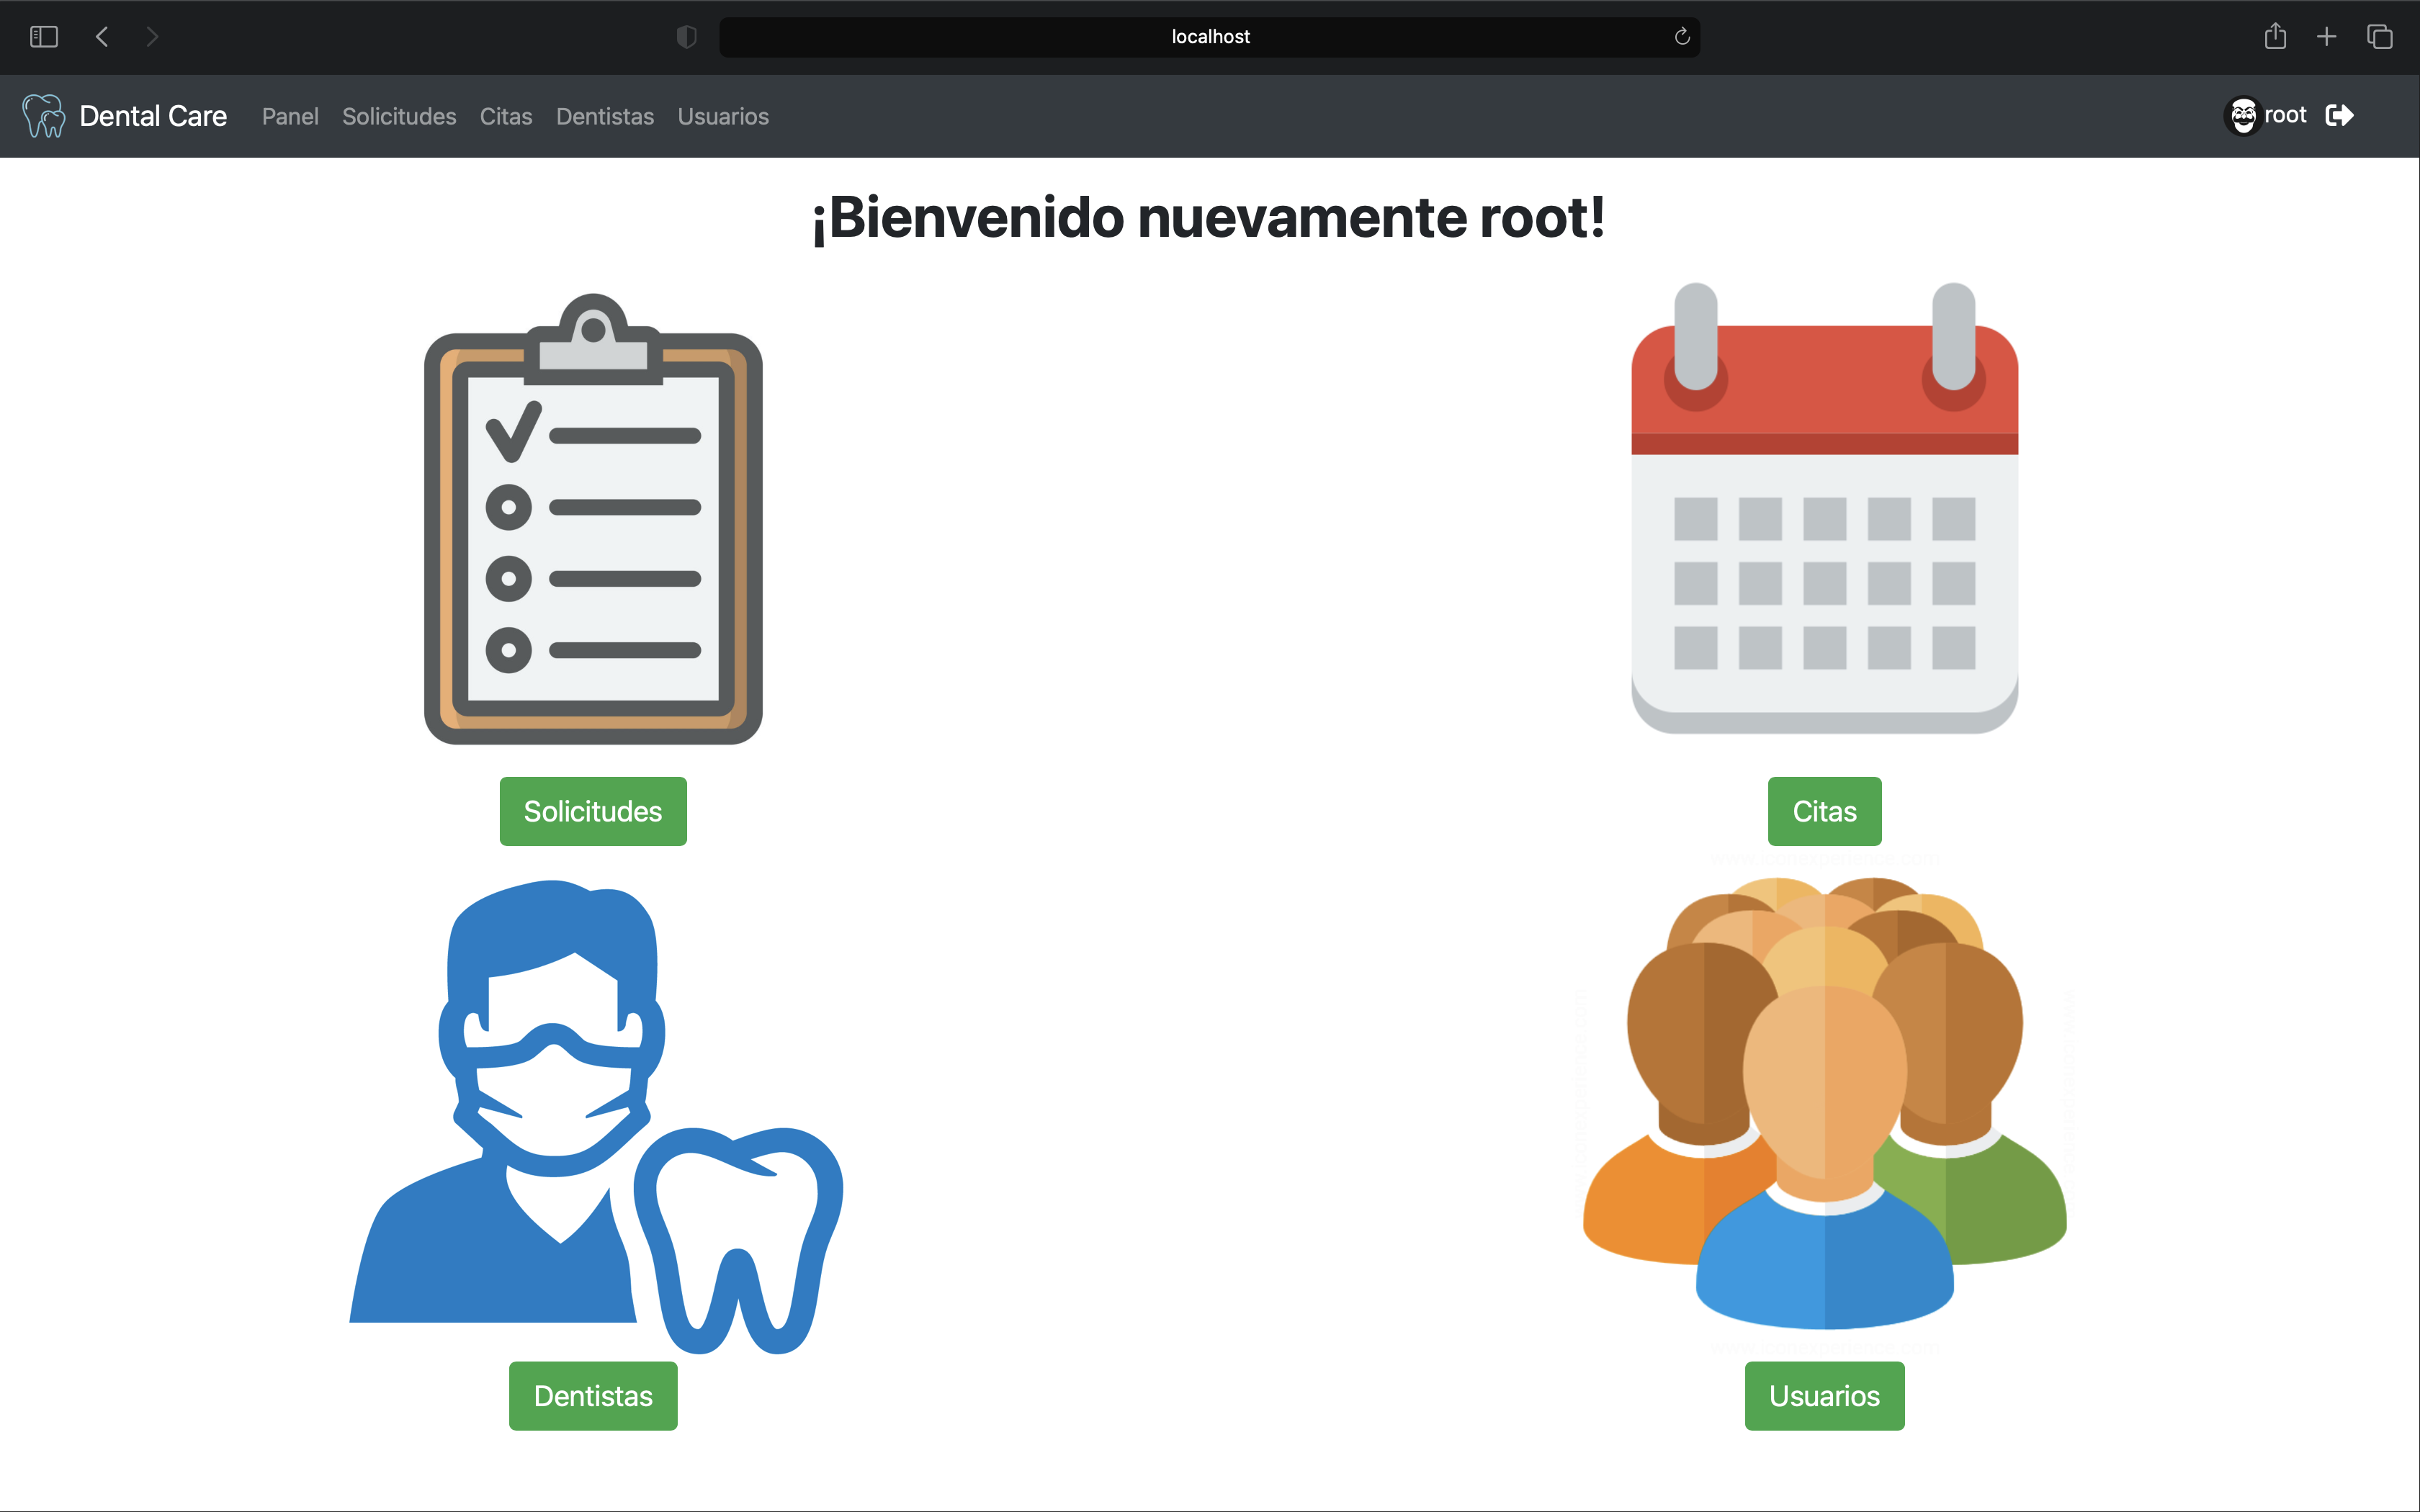 localhost
Dental Care Panel Solicitudes Citas Dentistas Usuarios root
¡Bienvenido nuevamente root!
Solicitudes
Citas
Dentistas
Usuarios